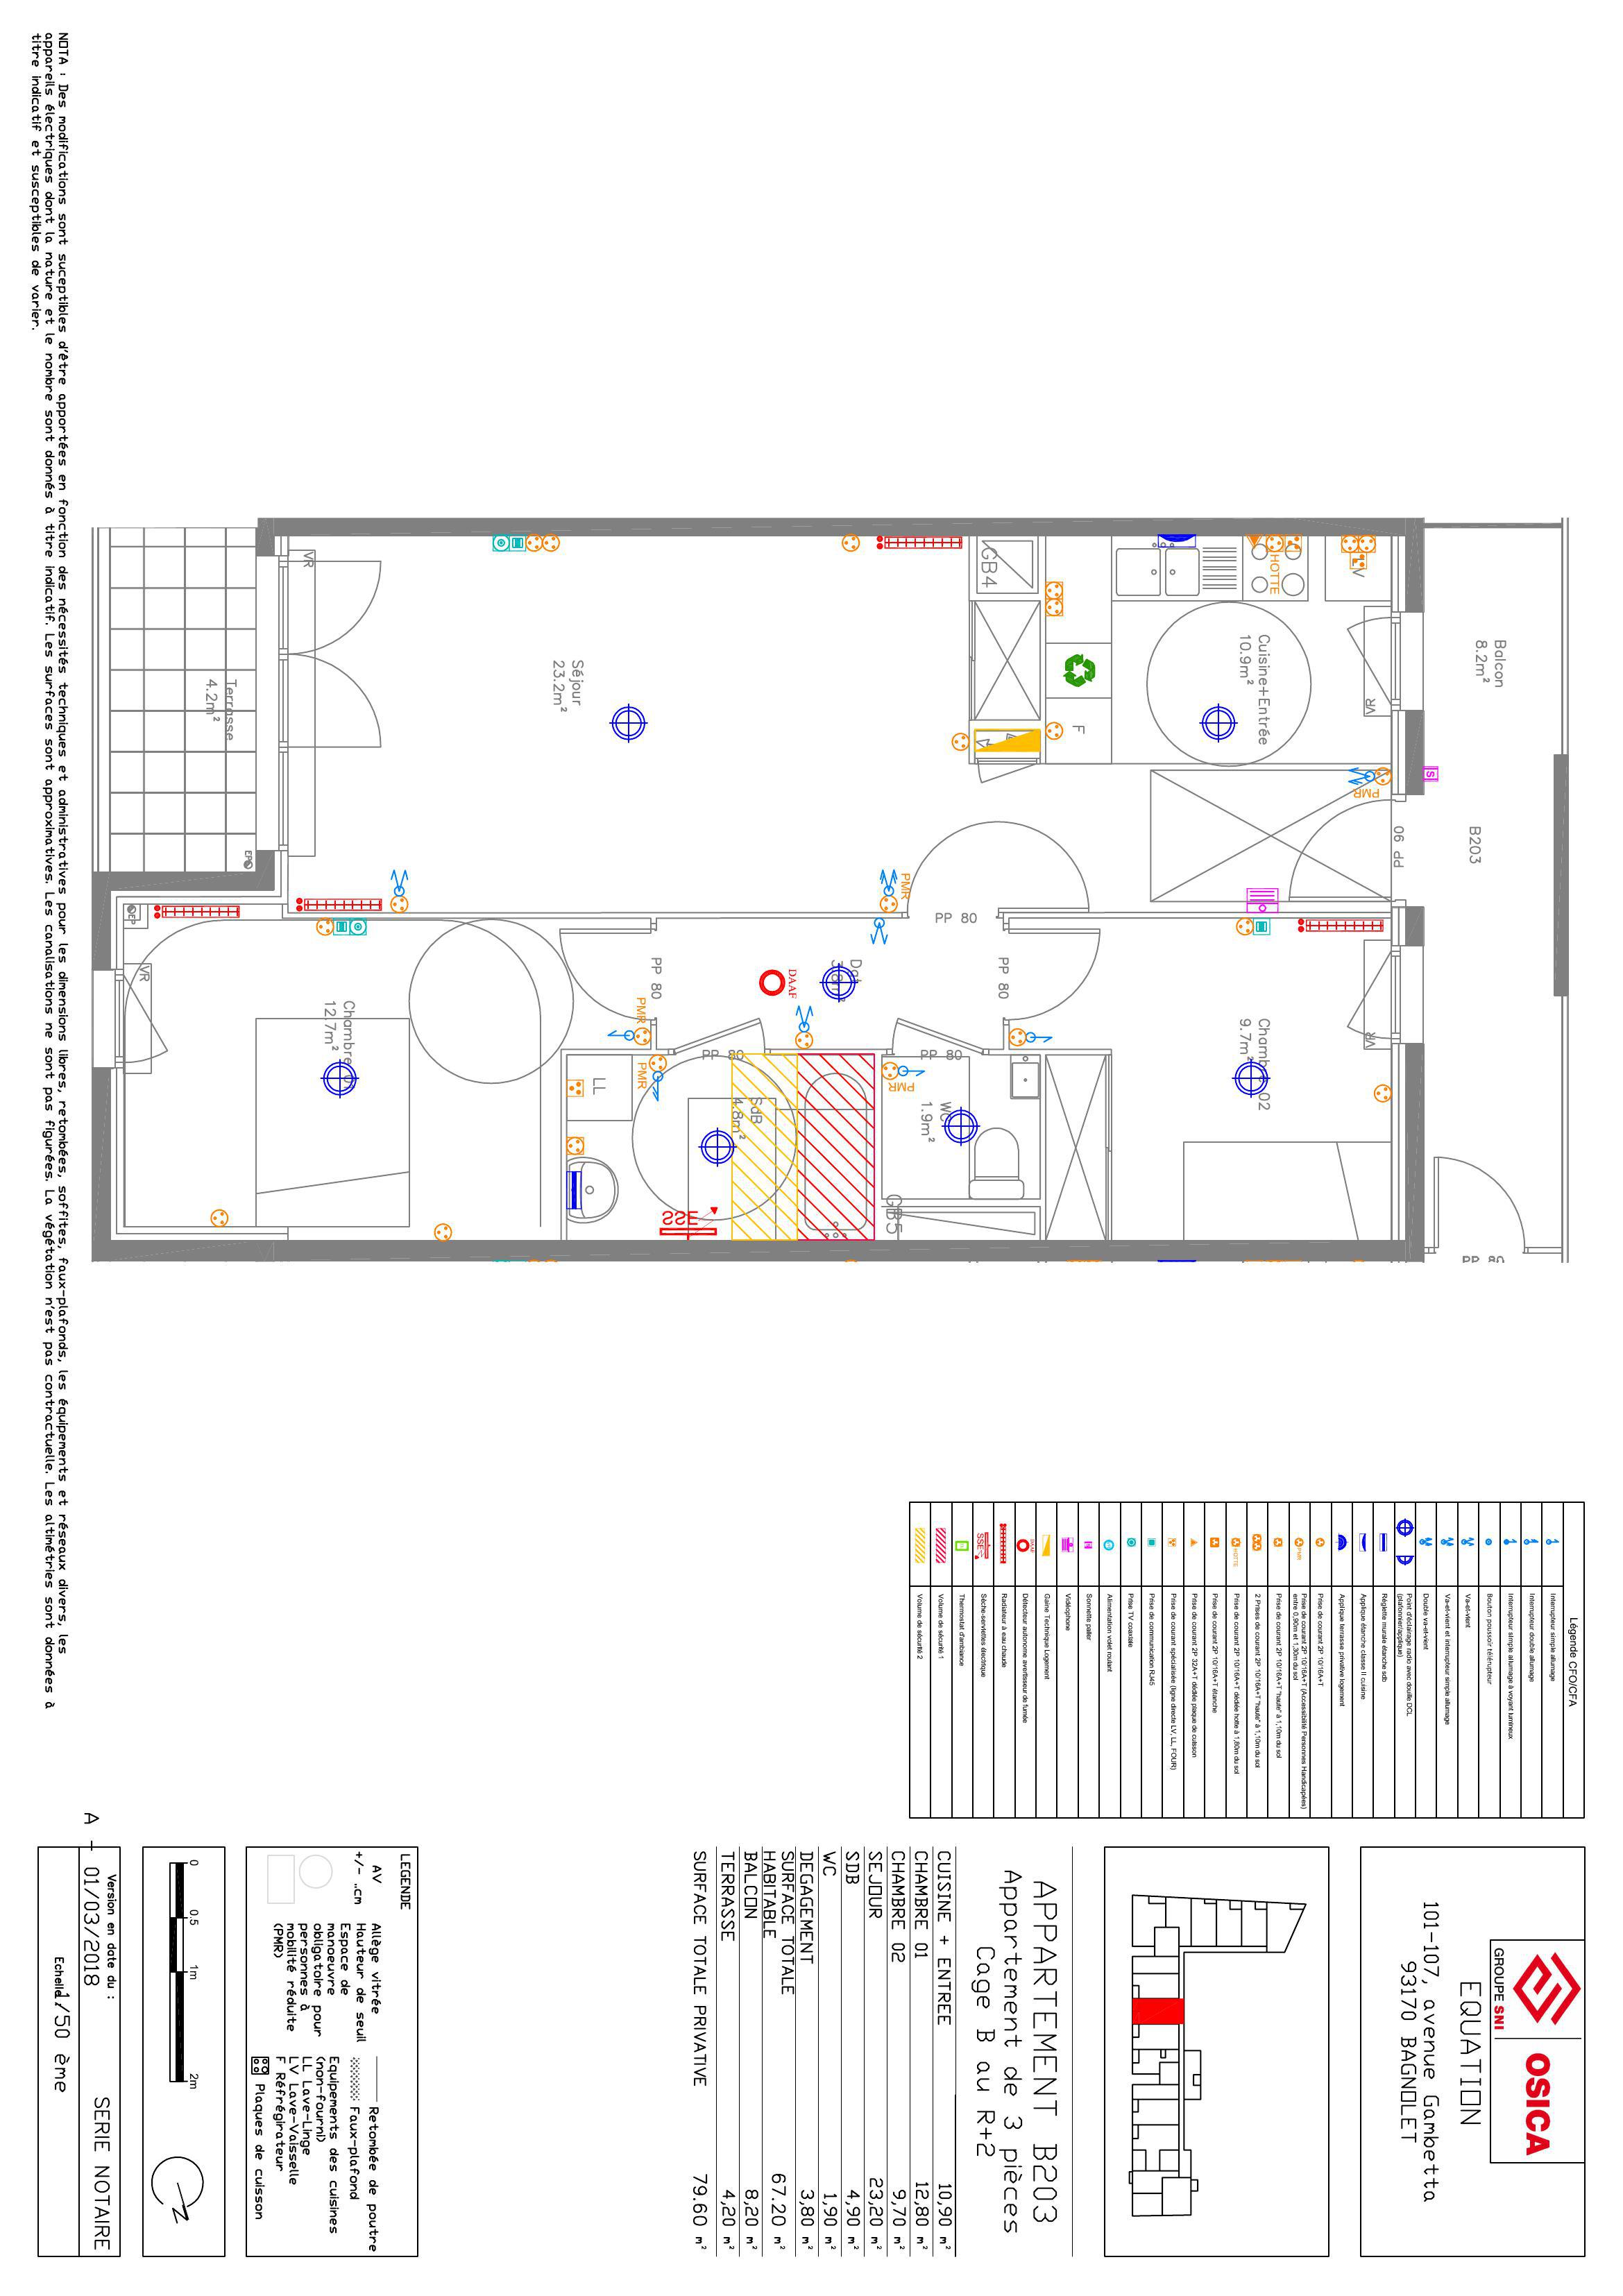 GROUPE SNI
OSICA
EQUATION
101-107, avenue Gambetta
93170 BAGNOLET
APPARTEMENT B203
Appartement de 3 pièces
Cage B au R+2
CUISINE + ENTREE 10,90 m²
CHAMBRE 01 12,80 m²
CHAMBRE 02 9,70 m²
SEJOUR 23,20 m²
SDB 4,90 m²
WC 1,90 m²
DEGAGEMENT 3,80 m²
SURFACE TOTALE
HABITABLE 67.20 m²
BALCON 8,20 m²
TERRASSE 4,20 m²
SURFACE TOTALE PRIVATIVE 79.60 m²
LEGENDE
AV Allège vitrée
+/- ..cm Hauteur de seuil
Espace de
manoeuvre
obligatoire pour
personnes à
mobilité réduite
(PMR)
Retombée de poutre
Faux-plafond
Equipements des cuisines
(non-fourni)
LL Lave-Linge
LV Lave-Vaisselle
F Réfrigérateur
Plaques de cuisson
0 0.5 1m 2m
N
A -
Version en date du :
01/03/2018
SERIE NOTAIRE
Echelle
1/50 ème
Légende CFO/CFA
Interrupteur simple allumage
Interrupteur double allumage
Interrupteur simple allumage à voyant lumineux
Bouton poussoir télérupteur
Va-et-vient
Va-et-vient et interrupteur simple allumage
Double va-et-vient
Point d'éclairage radio avec douille DCL
(plafonnier/applique)
Réglette murale étanche sdb
Applique étanche classe II cuisine
Applique terrasse privative logement
Prise de courant 2P 10/16A+T
PMR
Prise de courant 2P 10/16A+T (Accessibilité Personnes Handicapées)
entre 0,90m et 1,30m du sol
Prise de courant 2P 10/16A+T "haute" à 1,10m du sol
2 Prises de courant 2P 10/16A+T "haute" à 1,10m du sol
HOTTE
Prise de courant 2P 10/16A+T dédiée hotte à 1,80m du sol
Prise de courant 2P 10/16A+T étanche
Prise de courant 2P 32A+T dédiée plaque de cuisson
Prise de courant spécialisée (ligne directe LV, LL, FOUR)
Prise de communication RJ45
Prise TV coaxiale
Alimentation volet roulant
Sonnette palier
Vidéophone
Gaine Technique Logement
DAAF
Détecteur autonome avertisseur de fumée
Radiateur à eau chaude
SSE
Sèche-serviettes électrique
Thermostat d'ambiance
Volume de sécurité 1
Volume de sécurité 2
Balcon
8.2m²
B203
S
PP 90
PP 80
VR
LV
HOTTE
Cuisine+Entrée
10.9m²
PMR
F
GB4
PP 80
PMR
Séjour
23.2m²
VR
Terrasse
4.2m²
EP
VR
Chambre 02
9.7m²
PP 80
PP 80
PMR
WC
1.9m²
GB5
DAAF
PP 80
PP 80
PMR
PMR
LL
SdB
4.8m²
SSE
Chambre 01
12.7m²
VR
EP
NOTA : Des modifications sont suceptibles d'être apportées en fonction des nécessités techniques et administratives pour les dimensions libres, retombées, soffites, faux-plafonds, les équipements et réseaux divers, les
appareils électriques dont la nature et le nombre sont donnés à titre indicatif. Les surfaces sont approximatives. Les canalisations ne sont pas figurées. La végétation n'est pas contractuelle. Les altimétries sont données à
titre indicatif et susceptibles de varier.